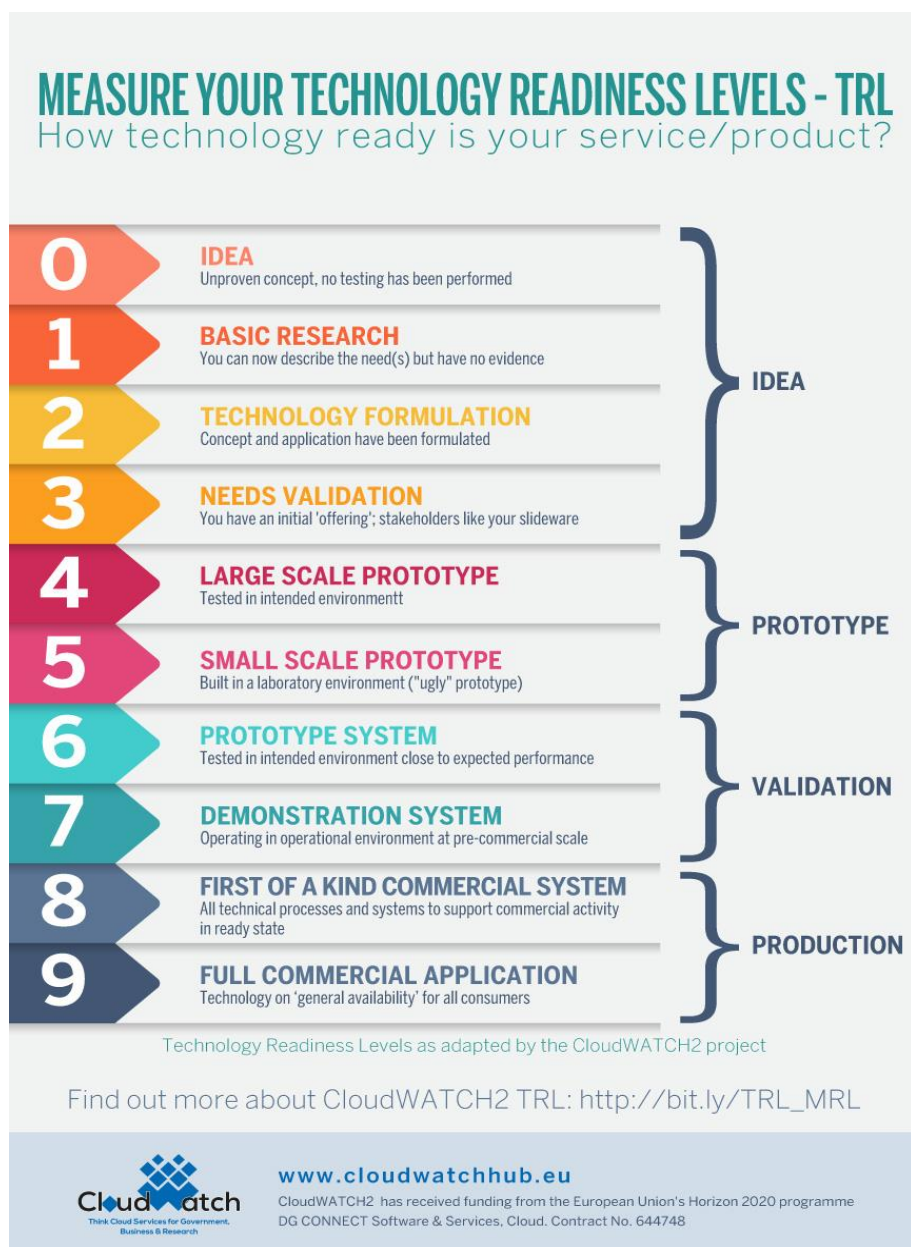 MEASURE YOUR TECHNOLOGY READINESS LEVELS - TRL
How technology ready is your service/product?
0
IDEA
Unproven concept, no testing has been performed
1
BASIC RESEARCH
You can now describe the need(s) but have no evidence
2
TECHNOLOGY FORMULATION
Concept and application have been formulated
3
NEEDS VALIDATION
You have an initial 'offering'; stakeholders like your slideware
IDEA
4
LARGE SCALE PROTOTYPE
Tested in intended environmentt
5
SMALL SCALE PROTOTYPE
Built in a laboratory environment ("ugly" prototype)
PROTOTYPE
6
PROTOTYPE SYSTEM
Tested in intended environment close to expected performance
7
DEMONSTRATION SYSTEM
Operating in operational environment at pre-commercial scale
VALIDATION
8
FIRST OF A KIND COMMERCIAL SYSTEM
All technical processes and systems to support commercial activity
in ready state
9
FULL COMMERCIAL APPLICATION
Technology on ‘general availability’ for all consumers
PRODUCTION
Technology Readiness Levels as adapted by the CloudWATCH2 project
Find out more about CloudWATCH2 TRL: http://bit.ly/TRL_MRL
CloudWatch
Think Cloud Services for Government,
Business & Research
www.cloudwatchhub.eu
CloudWATCH2 has received funding from the European Union's Horizon 2020 programme
DG CONNECT Software & Services, Cloud. Contract No. 644748